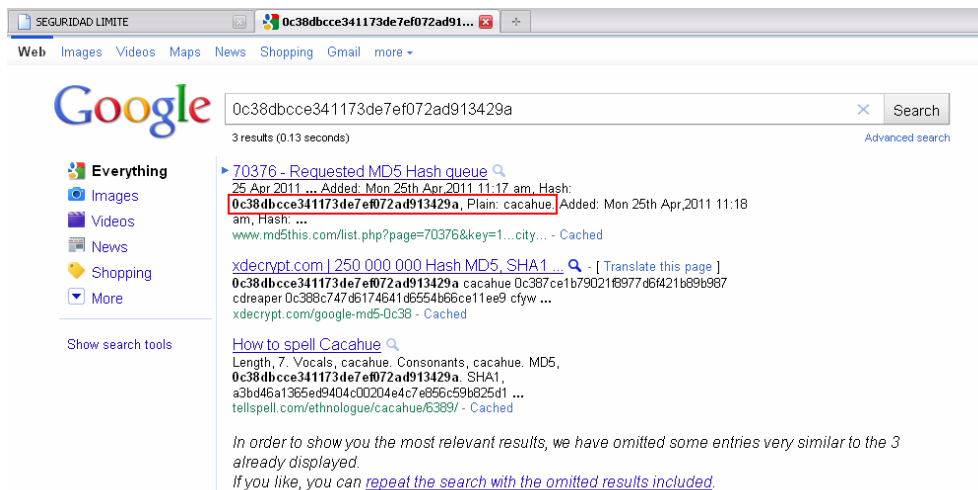 SEGURIDAD LIMITE
0c38dbcce341173de7ef072ad91...
Web Images Videos Maps News Shopping Gmail more
Google
0c38dbcce341173de7ef072ad913429a
Search
3 results (0.13 seconds)
Advanced search
Everything
Images
Videos
News
Shopping
More
Show search tools
70376 - Requested MD5 Hash queue
25 Apr 2011 ... Added: Mon 25th Apr,2011 11:17 am, Hash:
0c38dbcce341173de7ef072ad913429a, Plain: cacahue. Added: Mon 25th Apr,2011 11:18
am, Hash: ...
www.md5this.com/list.php?page=70376&key=1...city... - Cached
xdecrypt.com | 250 000 000 Hash MD5, SHA1 ... - [ Translate this page ]
0c38dbcce341173de7ef072ad913429a cacahue 0c387ce1b79021f8977d6f421b89b987
cdreaper 0c388c747d6174641d6554b66ce11ee9 cfyw ...
xdecrypt.com/google-md5-0c38 - Cached
How to spell Cacahue
Length, 7. Vocals, cacahue. Consonants, cacahue. MD5,
0c38dbcce341173de7ef072ad913429a. SHA1,
a3bd46a1365ed9404c00204e4c7e856c59b825d1 ...
tellspell.com/ethnologue/cacahue/6389/ - Cached
In order to show you the most relevant results, we have omitted some entries very similar to the 3
already displayed.
If you like, you can repeat the search with the omitted results included.